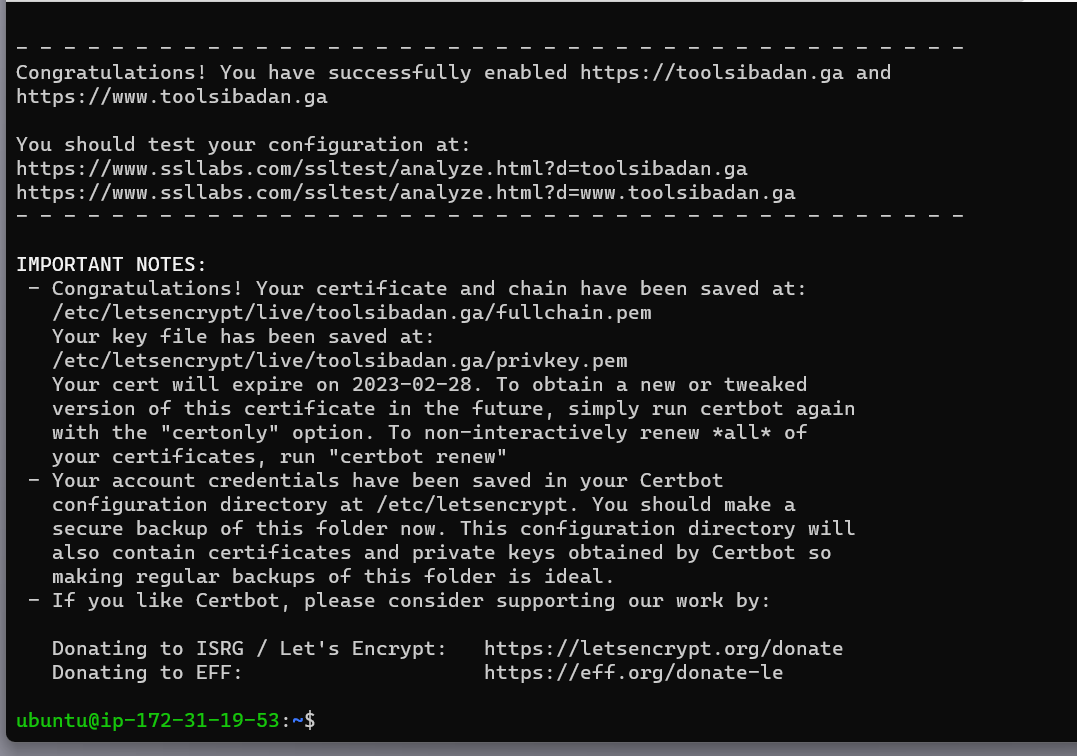 - - - - - - - - - - - - - - - - - - - - - - - - - - - - - - - - - - - - - - - -
Congratulations! You have successfully enabled https://toolsibadan.ga and
https://www.toolsibadan.ga

You should test your configuration at:
https://www.ssllabs.com/ssltest/analyze.html?d=toolsibadan.ga
https://www.ssllabs.com/ssltest/analyze.html?d=www.toolsibadan.ga
- - - - - - - - - - - - - - - - - - - - - - - - - - - - - - - - - - - - - - - -

IMPORTANT NOTES:
 - Congratulations! Your certificate and chain have been saved at:
   /etc/letsencrypt/live/toolsibadan.ga/fullchain.pem
   Your key file has been saved at:
   /etc/letsencrypt/live/toolsibadan.ga/privkey.pem
   Your cert will expire on 2023-02-28. To obtain a new or tweaked
   version of this certificate in the future, simply run certbot again
   with the "certonly" option. To non-interactively renew *all* of
   your certificates, run "certbot renew"
 - Your account credentials have been saved in your Certbot
   configuration directory at /etc/letsencrypt. You should make a
   secure backup of this folder now. This configuration directory will
   also contain certificates and private keys obtained by Certbot so
   making regular backups of this folder is ideal.
 - If you like Certbot, please consider supporting our work by:

   Donating to ISRG / Let's Encrypt:   https://letsencrypt.org/donate
   Donating to EFF:                    https://eff.org/donate-le

ubuntu@ip-172-31-19-53:~$